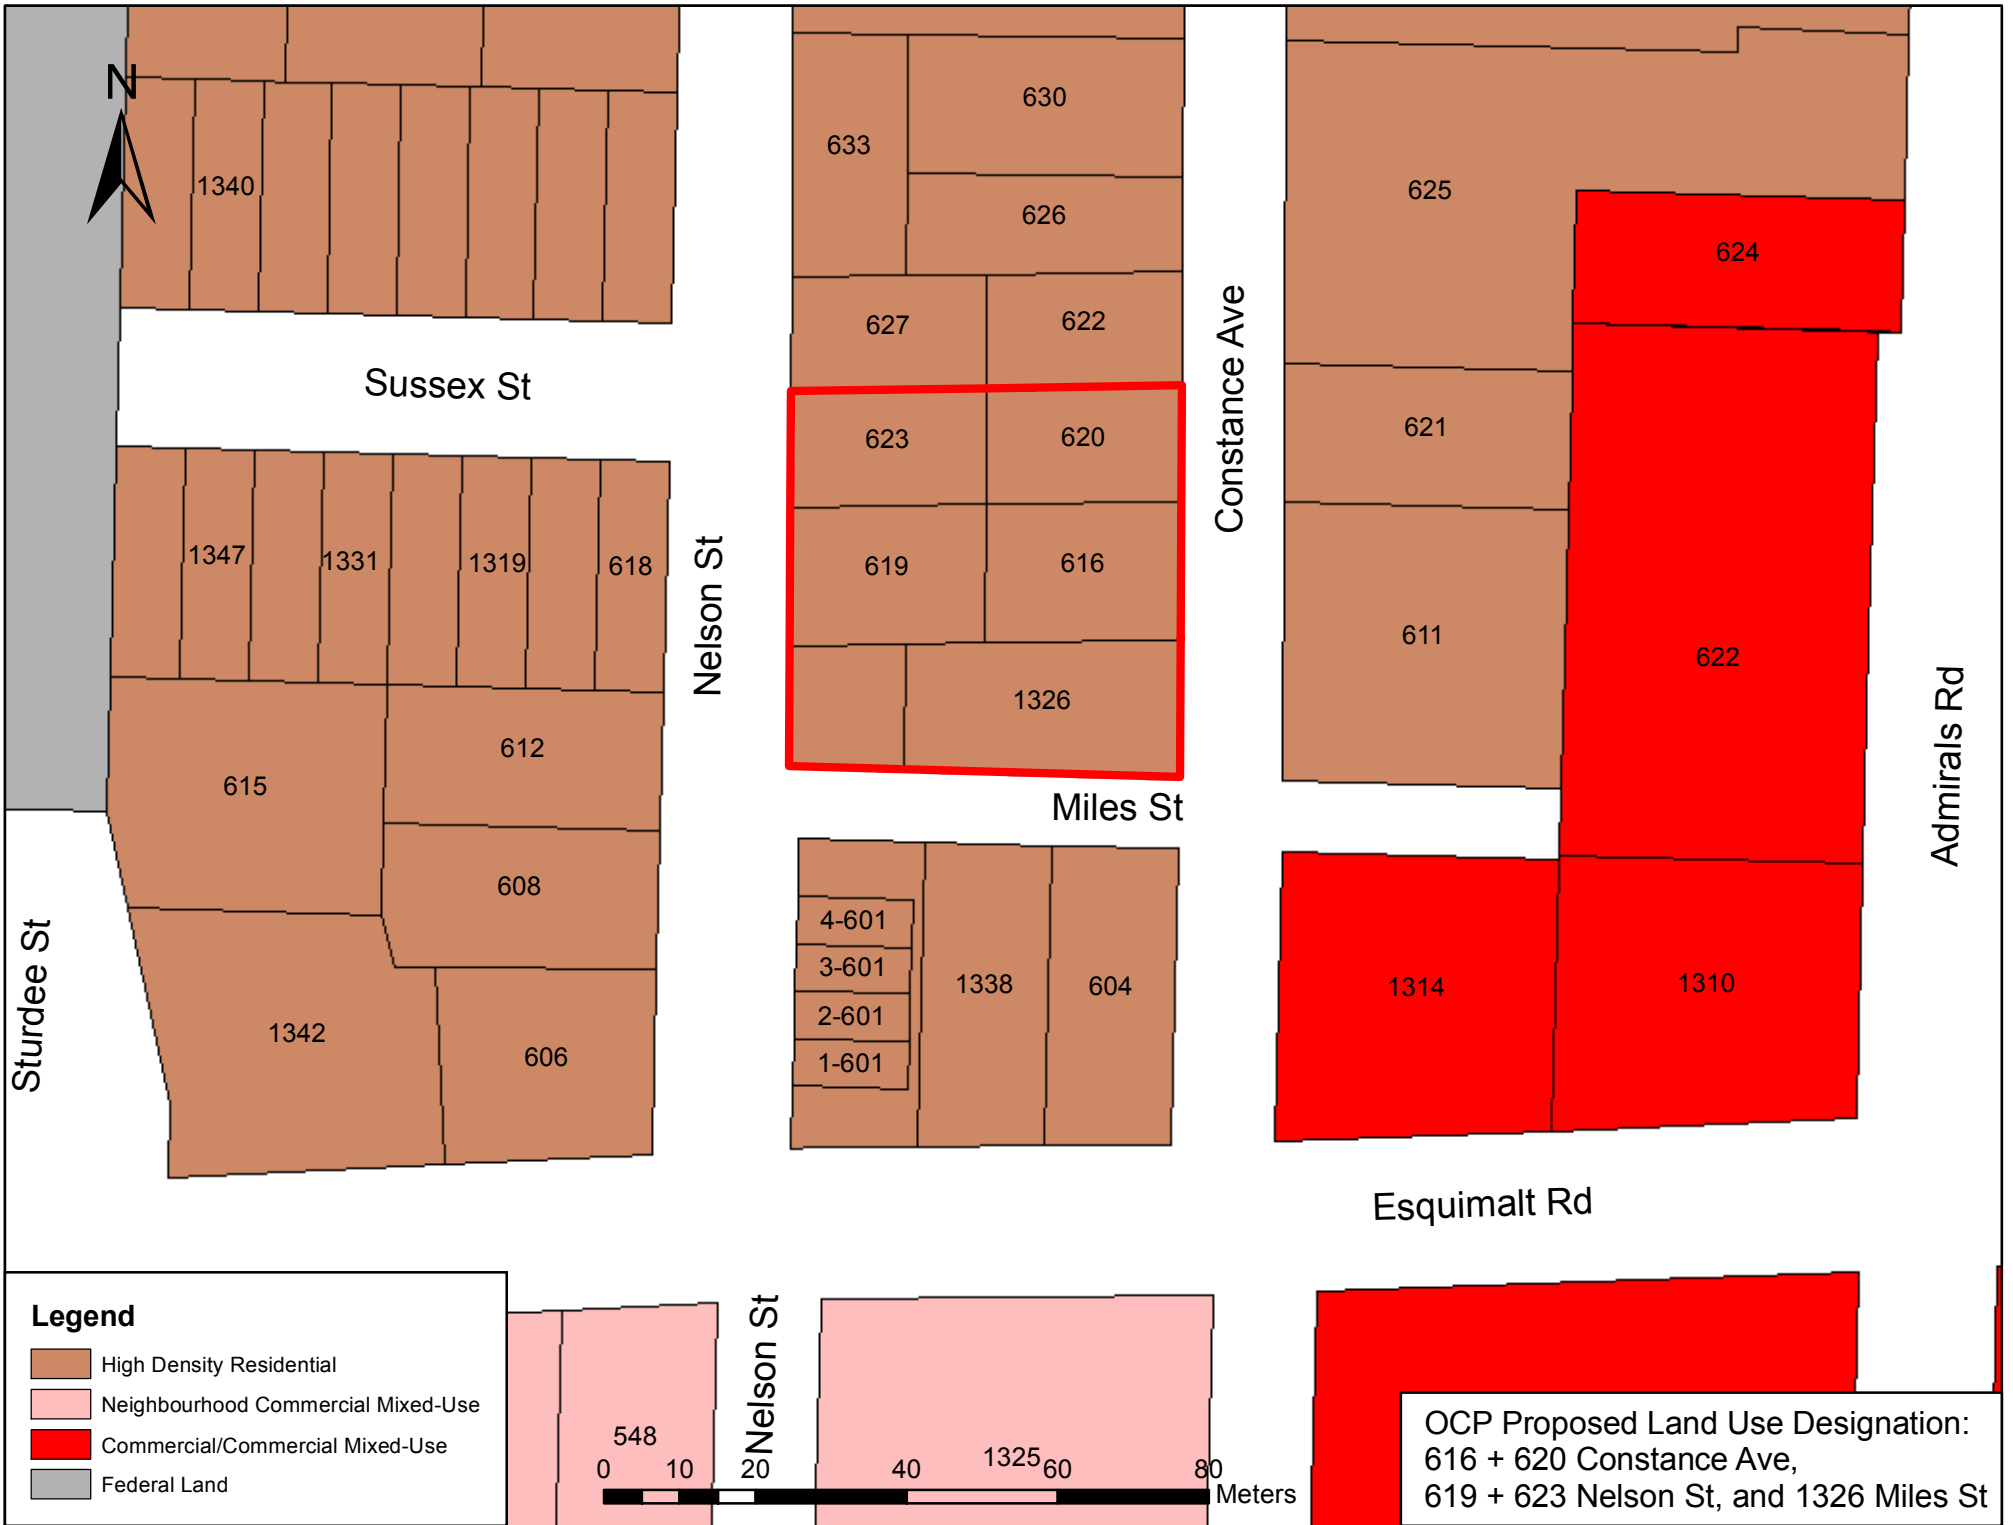 N
630
633
1340
625
626
624
627
622
Sussex St
Constance Ave
623
620
621
1347
1331
1319
618
Nelson St
619
616
611
622
1326
612
615
Miles St
Admirals Rd
608
4-601
3-601
2-601
1-601
1338
604
1314
1310
Sturdee St
1342
606
Esquimalt Rd
Legend
High Density Residential
Neighbourhood Commercial Mixed-Use
Commercial/Commercial Mixed-Use
Federal Land
548
Nelson St
1325
0 10 20 40 60 80
Meters
OCP Proposed Land Use Designation:
616 + 620 Constance Ave,
619 + 623 Nelson St, and 1326 Miles St